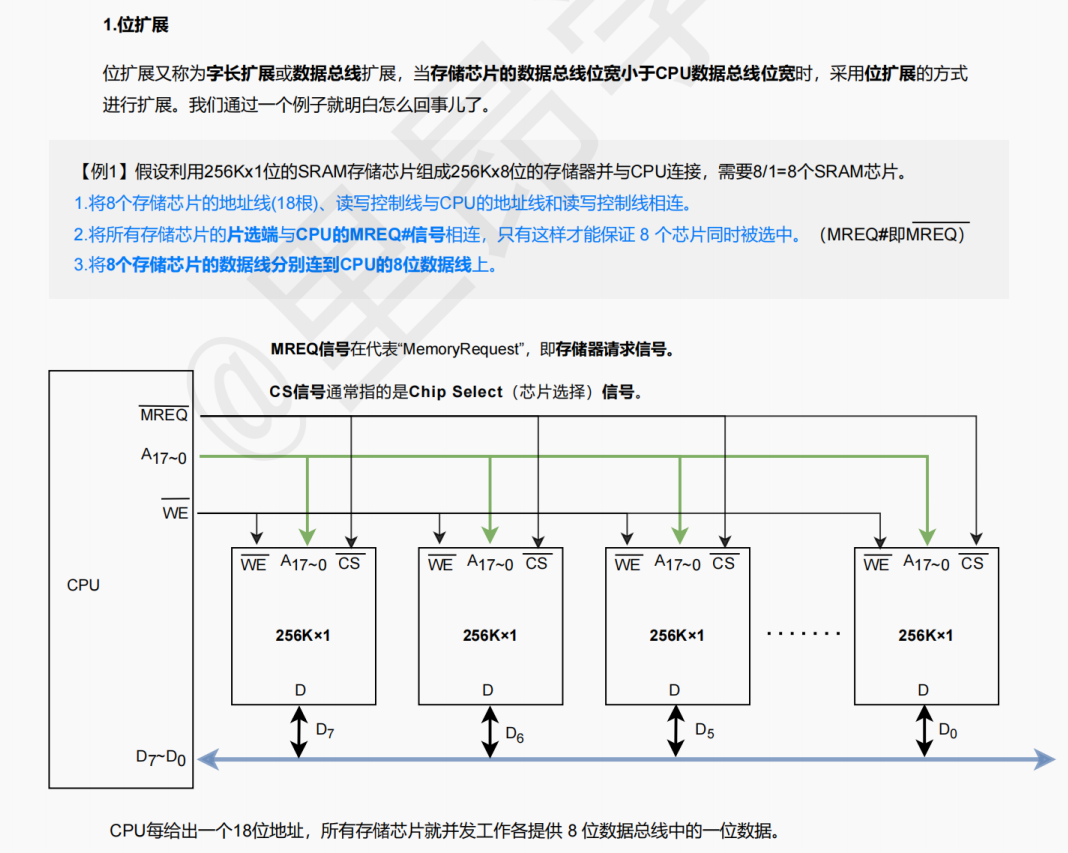 1.位扩展
位扩展又称为字长扩展或数据总线扩展，当存储芯片的数据总线位宽小于CPU数据总线位宽时，采用位扩展的方式
进行扩展。我们通过一个例子就明白怎么回事儿了。
【例1】假设利用256Kx1位的SRAM存储芯片组成256Kx8位的存储器并与CPU连接，需要8/1=8个SRAM芯片。
1.将8个存储芯片的地址线(18根)、读写控制线与CPU的地址线和读写控制线相连。
2.将所有存储芯片的片选端与CPU的MREQ#信号相连，只有这样才能保证 8 个芯片同时被选中。（MREQ#即M̅R̅E̅Q̅）
3.将8个存储芯片的数据线分别连到CPU的8位数据线上。
MREQ信号在代表“MemoryRequest”，即存储器请求信号。
CS信号通常指的是Chip Select（芯片选择）信号。
M̅R̅E̅Q̅
A17~0
W̅E̅
W̅E̅ A17~0 C̅S̅ W̅E̅ A17~0 C̅S̅ W̅E̅ A17~0 C̅S̅ W̅E̅ A17~0 C̅S̅
CPU
256K×1 256K×1 256K×1 ······· 256K×1
D D D D
D7 D6 D5 D0
D7~D0
CPU每给出一个18位地址，所有存储芯片就并发工作各提供 8 位数据总线中的一位数据。